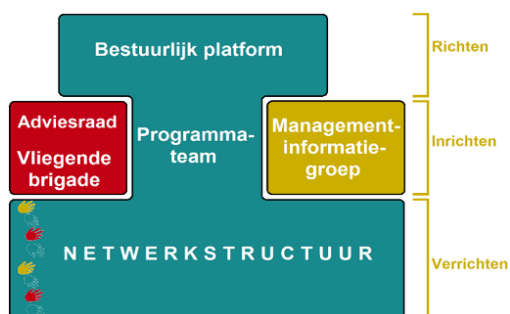 Bestuurlijk platform
Richten
Adviesraad
Vliegende
brigade
Programma-
team
Management-
informatie-
groep
Inrichten
NETWERKSTRUCTUUR
Verrichten